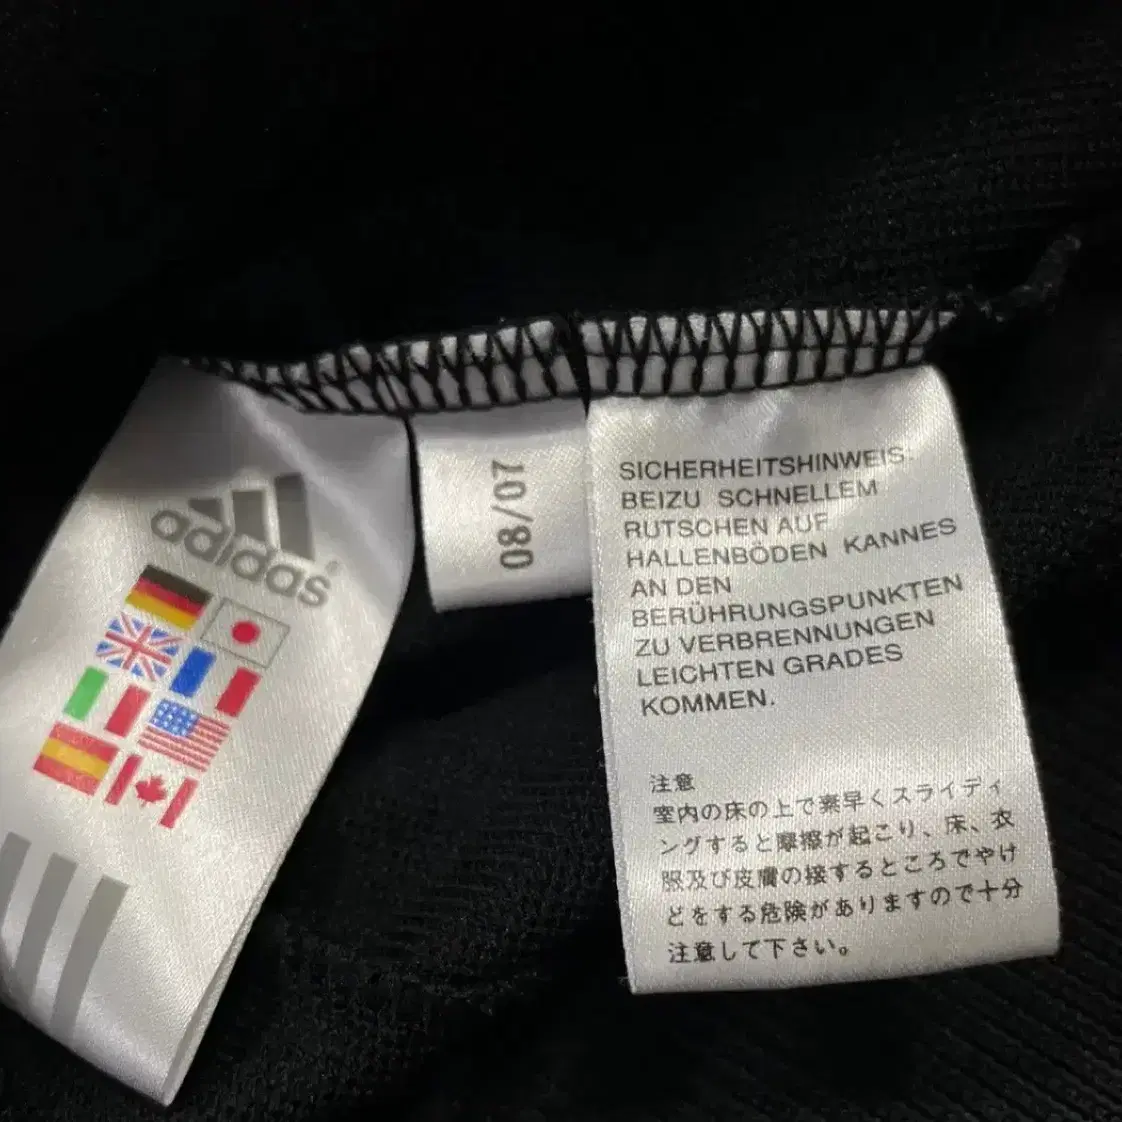 adidas®
08/07
SICHERHEITSHINWEIS:
BEIZU SCHNELLEM
RUTSCHEN AUF
HALLENBÖDEN KANNES
AN DEN
BERÜHRUNGSPUNKTEN
ZU VERBRENNUNGEN
LEICHTEN GRADES
KOMMEN.
注意
室内の床の上で素早くスライディ
ングすると摩擦が起こり、床、衣
服及び皮膚の接するところでやけ
どをする危険がありますので十分
注意して下さい。